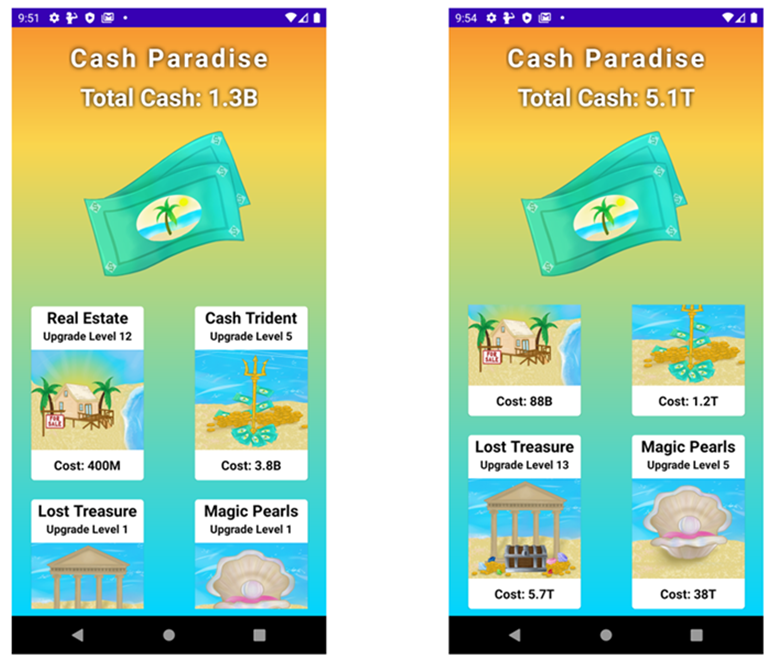 9:51
Cash Paradise
Total Cash: 1.3B
Real Estate
Upgrade Level 12
FOR
SALE
Cost: 400M
Cash Trident
Upgrade Level 5
Cost: 3.8B
Lost Treasure
Upgrade Level 1
Magic Pearls
Upgrade Level 1
9:54
Cash Paradise
Total Cash: 5.1T
FOR
SALE
Cost: 88B
Cost: 1.2T
Lost Treasure
Upgrade Level 13
Cost: 5.7T
Magic Pearls
Upgrade Level 5
Cost: 38T